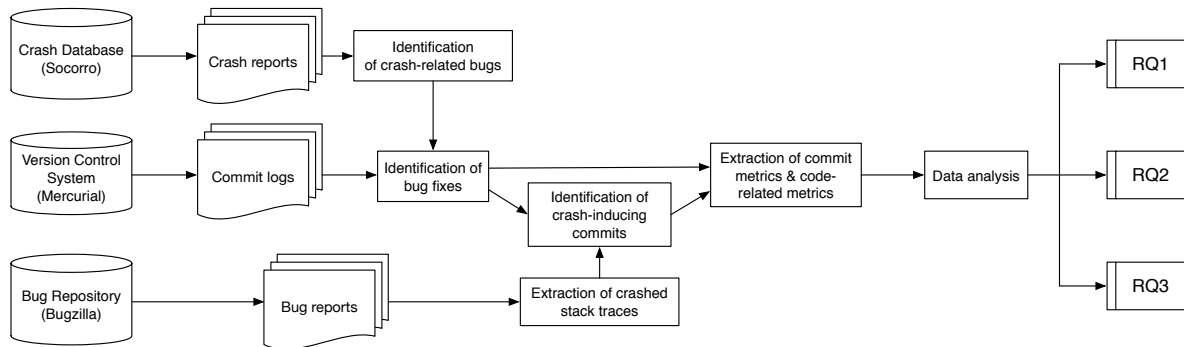 Crash Database
(Socorro)
Crash reports
Identification
of crash-related bugs
RQ1
Version Control
System
(Mercurial)
Commit logs
Identification of
bug fixes
Identification of
crash-inducing
commits
Extraction of commit
metrics & code-
related metrics
Data analysis
RQ2
Bug Repository
(Bugzilla)
Bug reports
Extraction of crashed
stack traces
RQ3